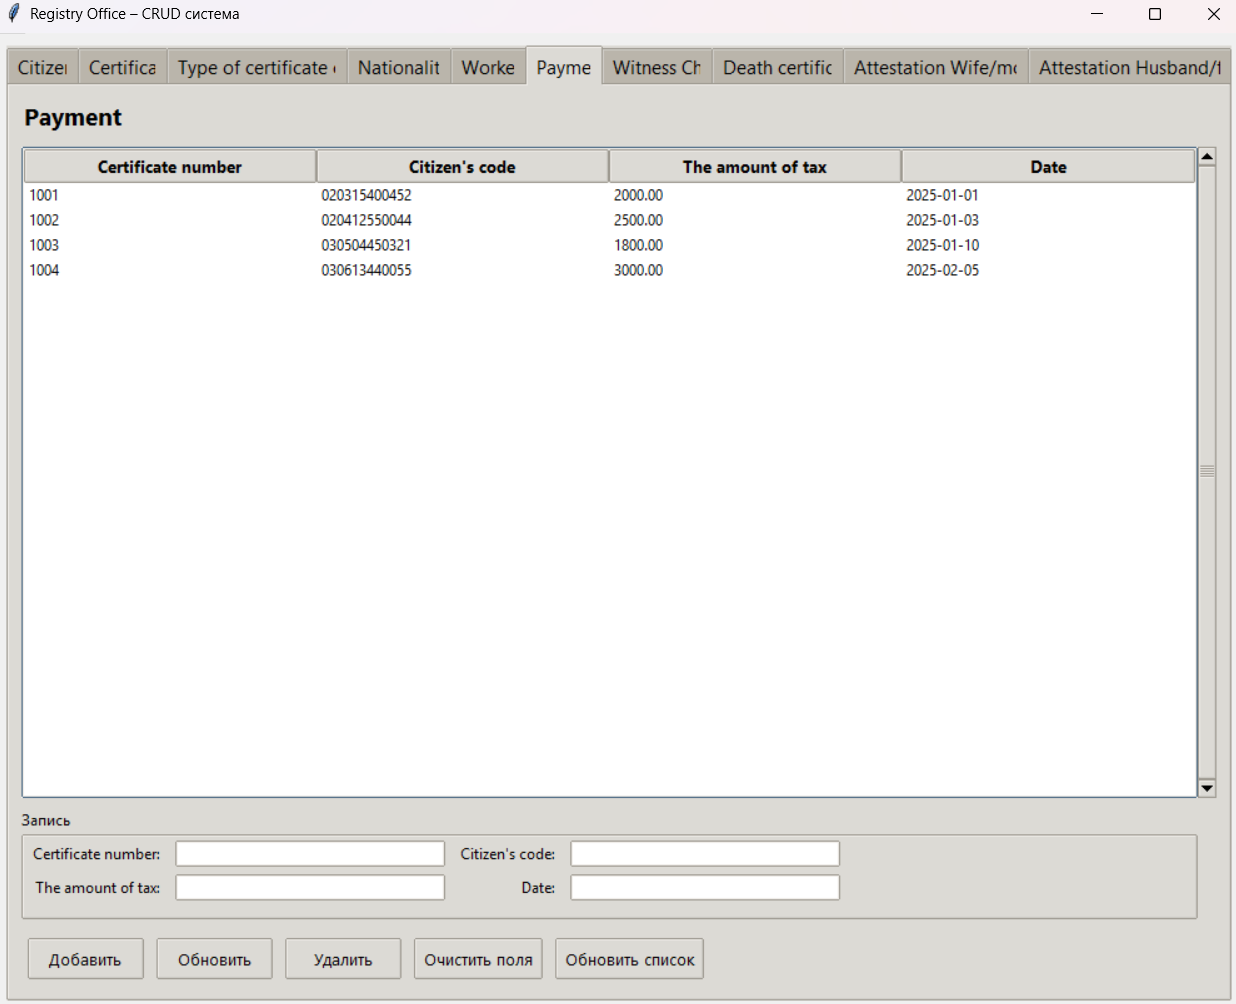 Registry Office – CRUD система
Citizen Certifica Type of certificate Nationalit Worke Payme Witness Ch Death certific Attestation Wife/mo Attestation Husband/f
Payment
Certificate number Citizen's code The amount of tax Date
1001 020315400452 2000.00 2025-01-01
1002 020412550044 2500.00 2025-01-03
1003 030504450321 1800.00 2025-01-10
1004 030613440055 3000.00 2025-02-05
Запись
Certificate number: Citizen's code:
The amount of tax: Date:
Добавить Обновить Удалить Очистить поля Обновить список